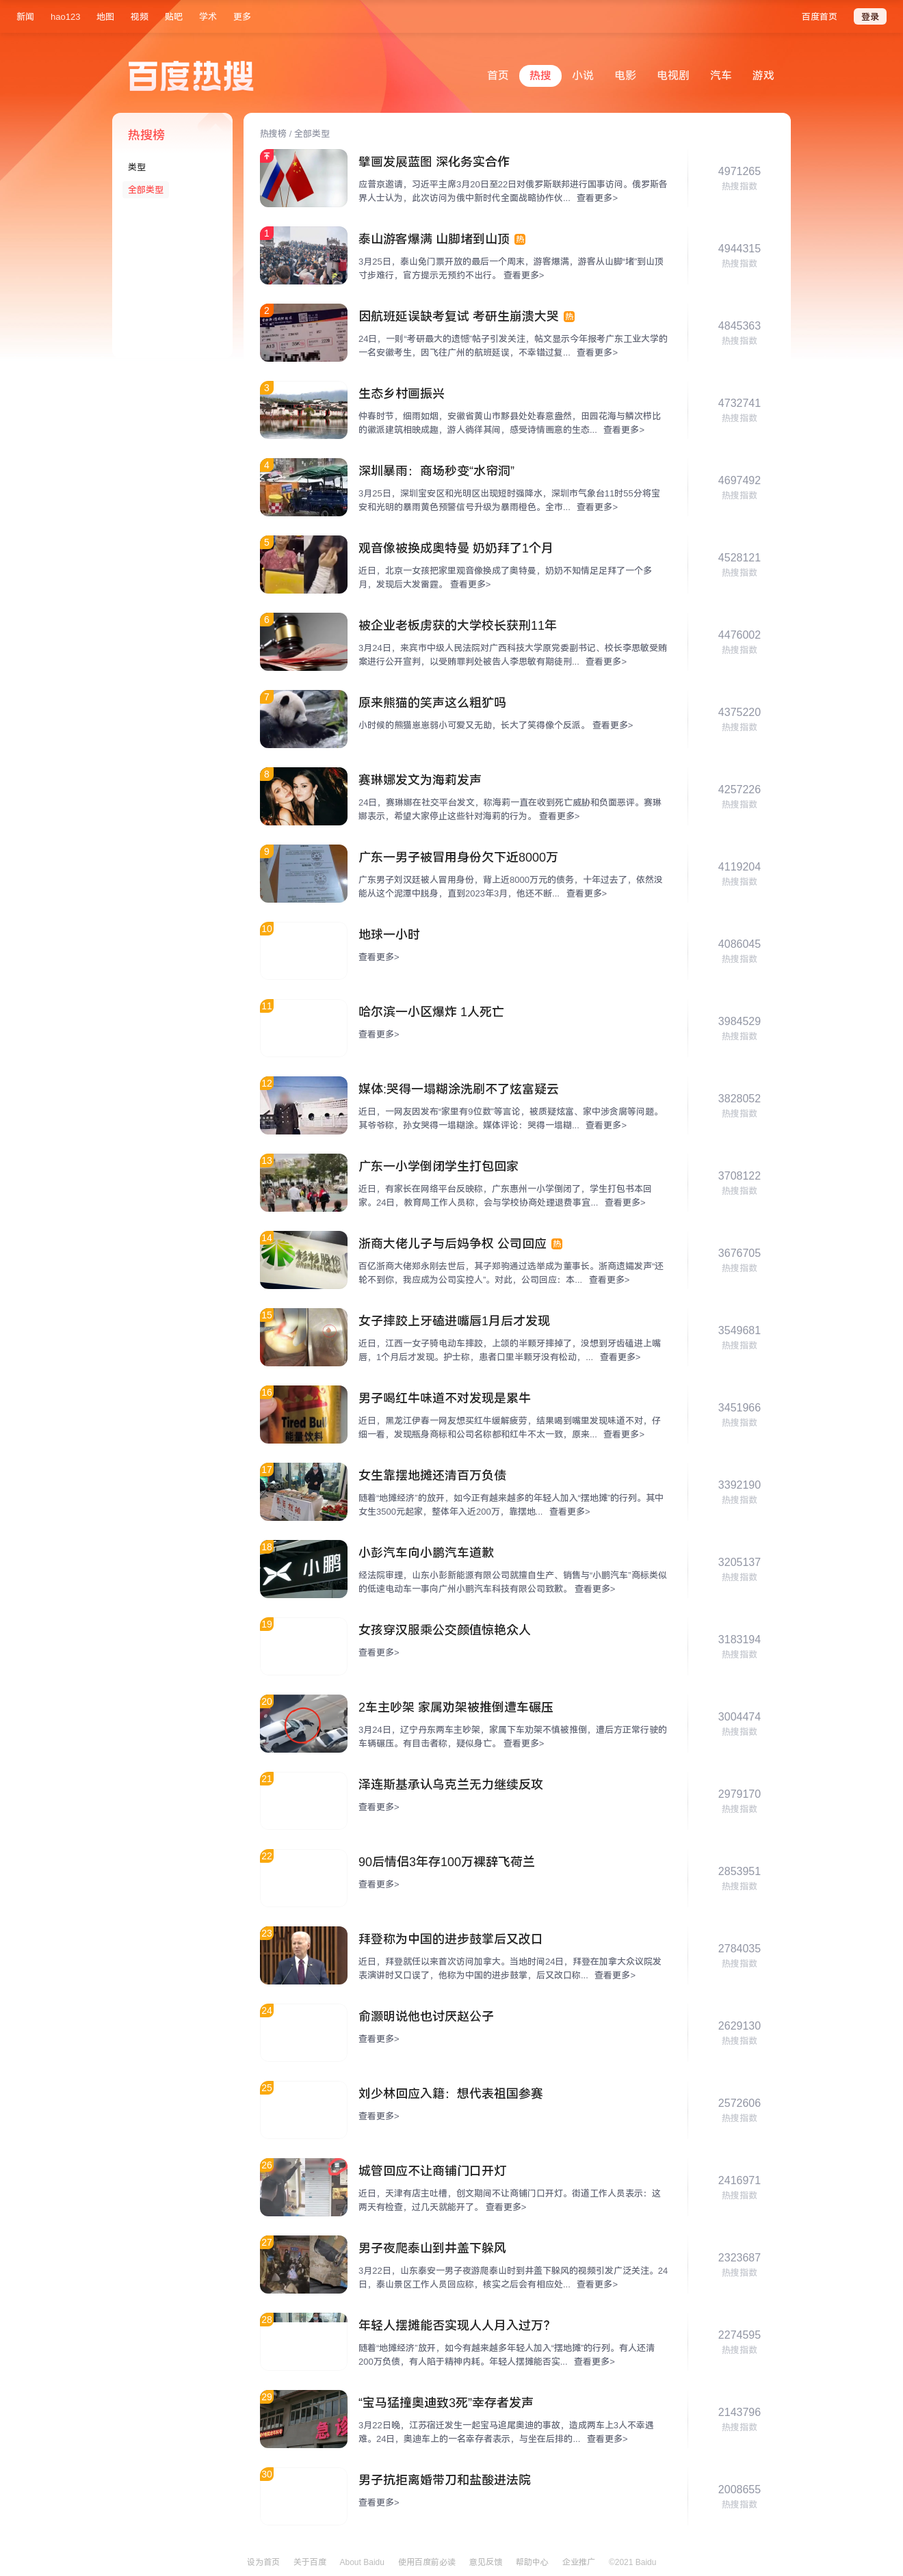 新闻 hao123 地图 视频 贴吧 学术 更多 百度首页 登录
百度热搜
首页 热搜 小说 电影 电视剧 汽车 游戏
热搜榜
类型
全部类型
热搜榜 / 全部类型
擘画发展蓝图 深化务实合作
应普京邀请，习近平主席3月20日至22日对俄罗斯联邦进行国事访问。俄罗斯各
界人士认为，此次访问为俄中新时代全面战略协作伙... 查看更多>
4971265
热搜指数
1
泰山游客爆满 山脚堵到山顶 热
3月25日，泰山免门票开放的最后一个周末，游客爆满，游客从山脚“堵”到山顶
寸步难行，官方提示无预约不出行。 查看更多>
4944315
热搜指数
2
因航班延误缺考复试 考研生崩溃大哭 热
24日，一则“考研最大的遗憾”帖子引发关注，帖文显示今年报考广东工业大学的
一名安徽考生，因飞往广州的航班延误，不幸错过复... 查看更多>
4845363
热搜指数
3
生态乡村画振兴
仲春时节，细雨如烟，安徽省黄山市黟县处处春意盎然，田园花海与鳞次栉比
的徽派建筑相映成趣，游人徜徉其间，感受诗情画意的生态... 查看更多>
4732741
热搜指数
4
深圳暴雨：商场秒变“水帘洞”
3月25日，深圳宝安区和光明区出现短时强降水，深圳市气象台11时55分将宝
安和光明的暴雨黄色预警信号升级为暴雨橙色。全市... 查看更多>
4697492
热搜指数
5
观音像被换成奥特曼 奶奶拜了1个月
近日，北京一女孩把家里观音像换成了奥特曼，奶奶不知情足足拜了一个多
月，发现后大发雷霆。 查看更多>
4528121
热搜指数
6
被企业老板虏获的大学校长获刑11年
3月24日，来宾市中级人民法院对广西科技大学原党委副书记、校长李思敏受贿
案进行公开宣判，以受贿罪判处被告人李思敏有期徒刑... 查看更多>
4476002
热搜指数
7
原来熊猫的笑声这么粗犷吗
小时候的熊猫崽崽弱小可爱又无助，长大了笑得像个反派。 查看更多>
4375220
热搜指数
8
赛琳娜发文为海莉发声
24日，赛琳娜在社交平台发文，称海莉一直在收到死亡威胁和负面恶评。赛琳
娜表示，希望大家停止这些针对海莉的行为。 查看更多>
4257226
热搜指数
9
广东一男子被冒用身份欠下近8000万
广东男子刘汉廷被人冒用身份，背上近8000万元的债务，十年过去了，依然没
能从这个泥潭中脱身，直到2023年3月，他还不断... 查看更多>
4119204
热搜指数
10
地球一小时
查看更多>
4086045
热搜指数
11
哈尔滨一小区爆炸 1人死亡
查看更多>
3984529
热搜指数
12
媒体:哭得一塌糊涂洗刷不了炫富疑云
近日，一网友因发布“家里有9位数”等言论，被质疑炫富、家中涉贪腐等问题。
其爷爷称，孙女哭得一塌糊涂。媒体评论：哭得一塌糊... 查看更多>
3828052
热搜指数
13
广东一小学倒闭学生打包回家
近日，有家长在网络平台反映称，广东惠州一小学倒闭了，学生打包书本回
家。24日，教育局工作人员称，会与学校协商处理退费事宜... 查看更多>
3708122
热搜指数
14
浙商大佬儿子与后妈争权 公司回应 热
百亿浙商大佬郑永刚去世后，其子郑驹通过选举成为董事长。浙商遗孀发声“还
轮不到你，我应成为公司实控人”。对此，公司回应：本... 查看更多>
3676705
热搜指数
15
女子摔跤上牙磕进嘴唇1月后才发现
近日，江西一女子骑电动车摔跤，上颌的半颗牙摔掉了，没想到牙齿磕进上嘴
唇，1个月后才发现。护士称，患者口里半颗牙没有松动，... 查看更多>
3549681
热搜指数
16
Tired Bull
能量饮料
男子喝红牛味道不对发现是累牛
近日，黑龙江伊春一网友想买红牛缓解疲劳，结果喝到嘴里发现味道不对，仔
细一看，发现瓶身商标和公司名称都和红牛不太一致，原来... 查看更多>
3451966
热搜指数
17
女生靠摆地摊还清百万负债
随着“地摊经济”的放开，如今正有越来越多的年轻人加入“摆地摊”的行列。其中
女生3500元起家，整体年入近200万，靠摆地... 查看更多>
3392190
热搜指数
18
小鹏
小彭汽车向小鹏汽车道歉
经法院审理，山东小彭新能源有限公司就擅自生产、销售与“小鹏汽车”商标类似
的低速电动车一事向广州小鹏汽车科技有限公司致歉。 查看更多>
3205137
热搜指数
19
女孩穿汉服乘公交颜值惊艳众人
查看更多>
3183194
热搜指数
20
2车主吵架 家属劝架被推倒遭车碾压
3月24日，辽宁丹东两车主吵架，家属下车劝架不慎被推倒，遭后方正常行驶的
车辆碾压。有目击者称，疑似身亡。 查看更多>
3004474
热搜指数
21
泽连斯基承认乌克兰无力继续反攻
查看更多>
2979170
热搜指数
22
90后情侣3年存100万裸辞飞荷兰
查看更多>
2853951
热搜指数
23
拜登称为中国的进步鼓掌后又改口
近日，拜登就任以来首次访问加拿大。当地时间24日，拜登在加拿大众议院发
表演讲时又口误了，他称为中国的进步鼓掌，后又改口称... 查看更多>
2784035
热搜指数
24
俞灏明说他也讨厌赵公子
查看更多>
2629130
热搜指数
25
刘少林回应入籍：想代表祖国参赛
查看更多>
2572606
热搜指数
26
城管回应不让商铺门口开灯
近日，天津有店主吐槽，创文期间不让商铺门口开灯。街道工作人员表示：这
两天有检查，过几天就能开了。 查看更多>
2416971
热搜指数
27
男子夜爬泰山到井盖下躲风
3月22日，山东泰安一男子夜游爬泰山时到井盖下躲风的视频引发广泛关注。24
日，泰山景区工作人员回应称，核实之后会有相应处... 查看更多>
2323687
热搜指数
28
年轻人摆摊能否实现人人月入过万？
随着“地摊经济”放开，如今有越来越多年轻人加入“摆地摊”的行列。有人还清
200万负债，有人陷于精神内耗。年轻人摆摊能否实... 查看更多>
2274595
热搜指数
29
急诊
“宝马猛撞奥迪致3死”幸存者发声
3月22日晚，江苏宿迁发生一起宝马追尾奥迪的事故，造成两车上3人不幸遇
难。24日，奥迪车上的一名幸存者表示，与坐在后排的... 查看更多>
2143796
热搜指数
30
男子抗拒离婚带刀和盐酸进法院
查看更多>
2008655
热搜指数
设为首页 关于百度 About Baidu 使用百度前必读 意见反馈 帮助中心 企业推广 ©2021 Baidu